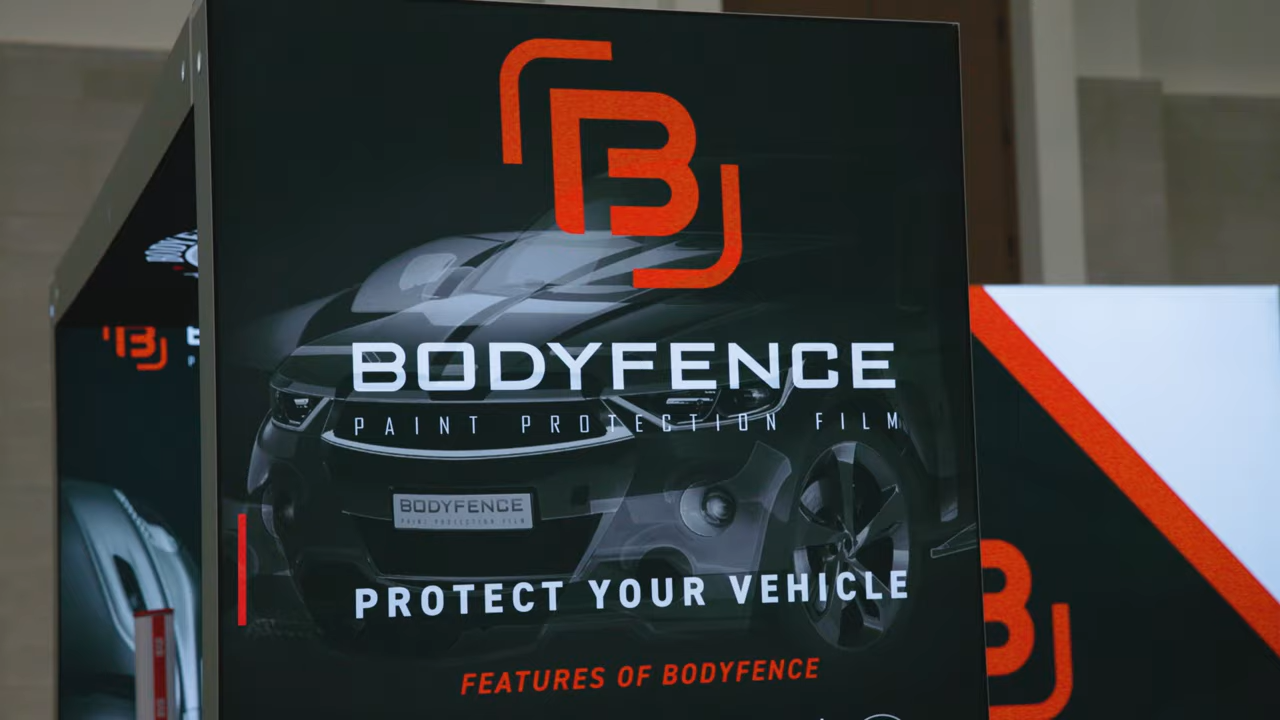 B
BODYFENCE
PAINT PROTECTION FILM
BODYFENCE
PAINT PROTECTION FILM
PROTECT YOUR VEHICLE
FEATURES OF BODYFENCE
B
B